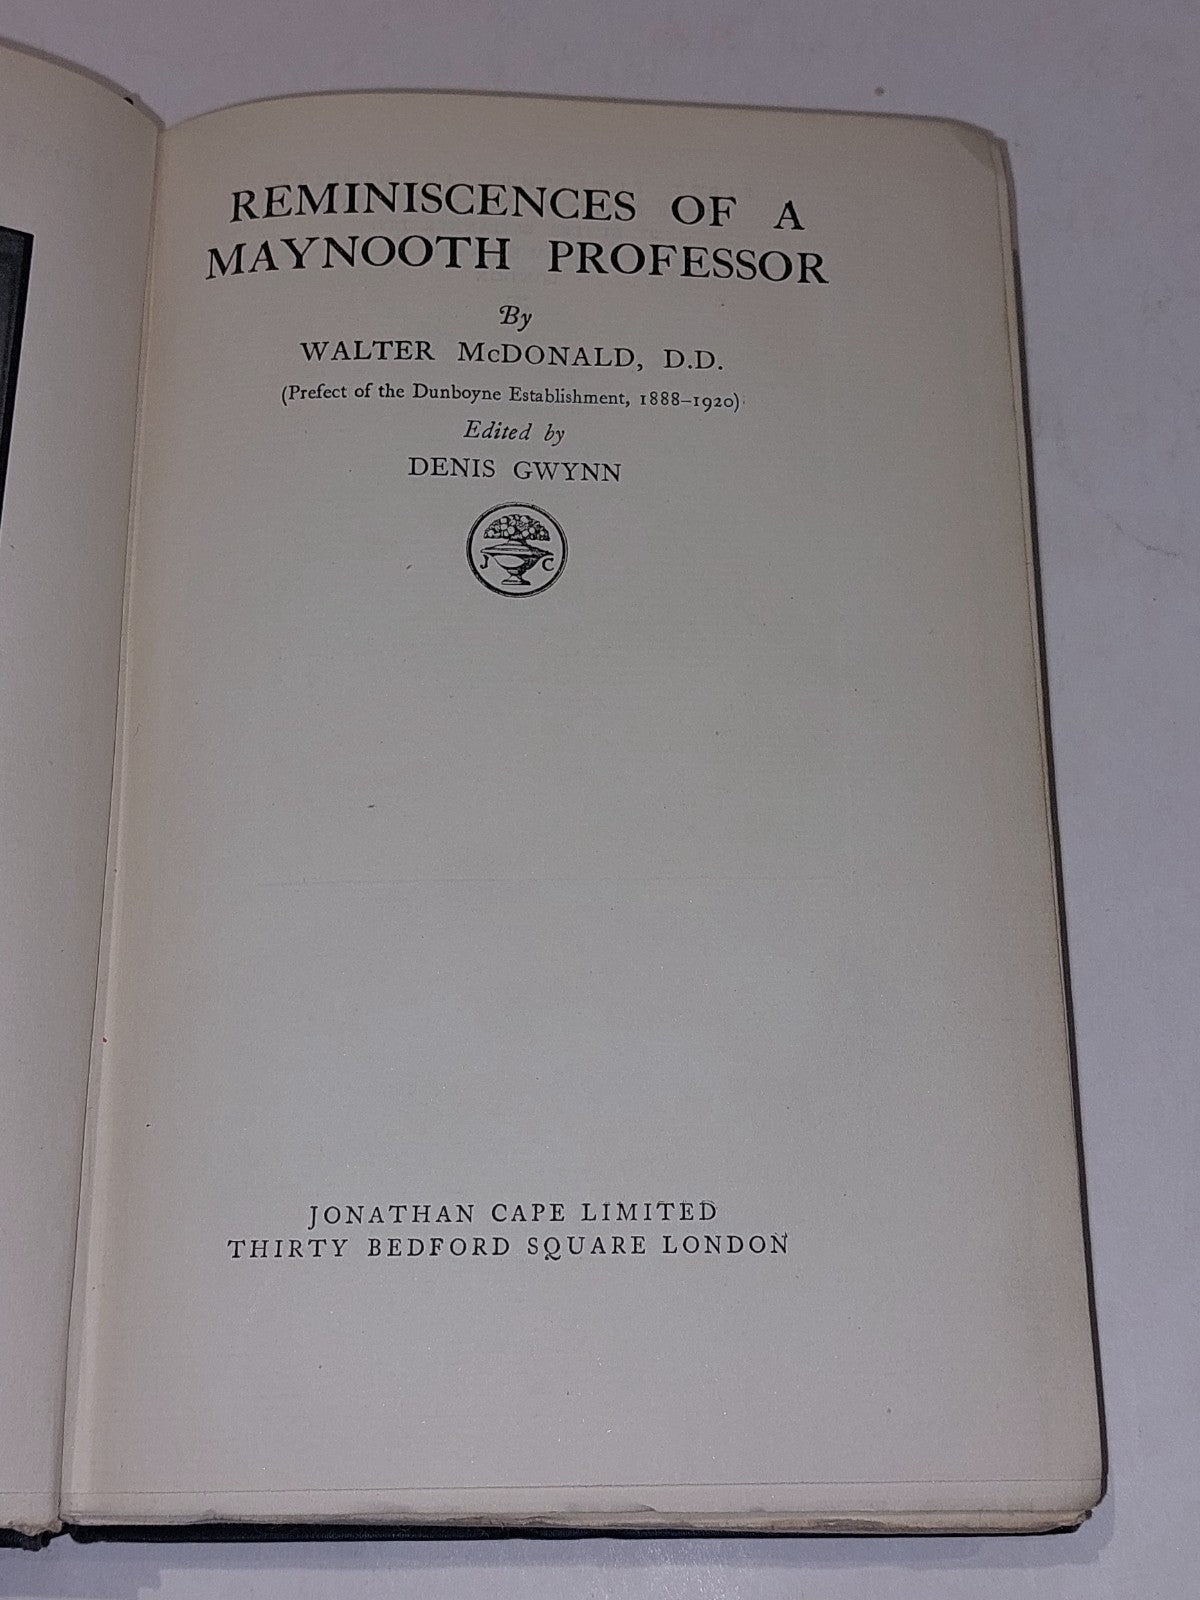 REMINISCENCES OF A
MAYNOOTH PROFESSOR
By
WALTER McDONALD, D.D.
(Prefect of the Dunboyne Establishment, 1888–1920)
Edited by
DENIS GWYNN
J C
JONATHAN CAPE LIMITED
THIRTY BEDFORD SQUARE LONDON